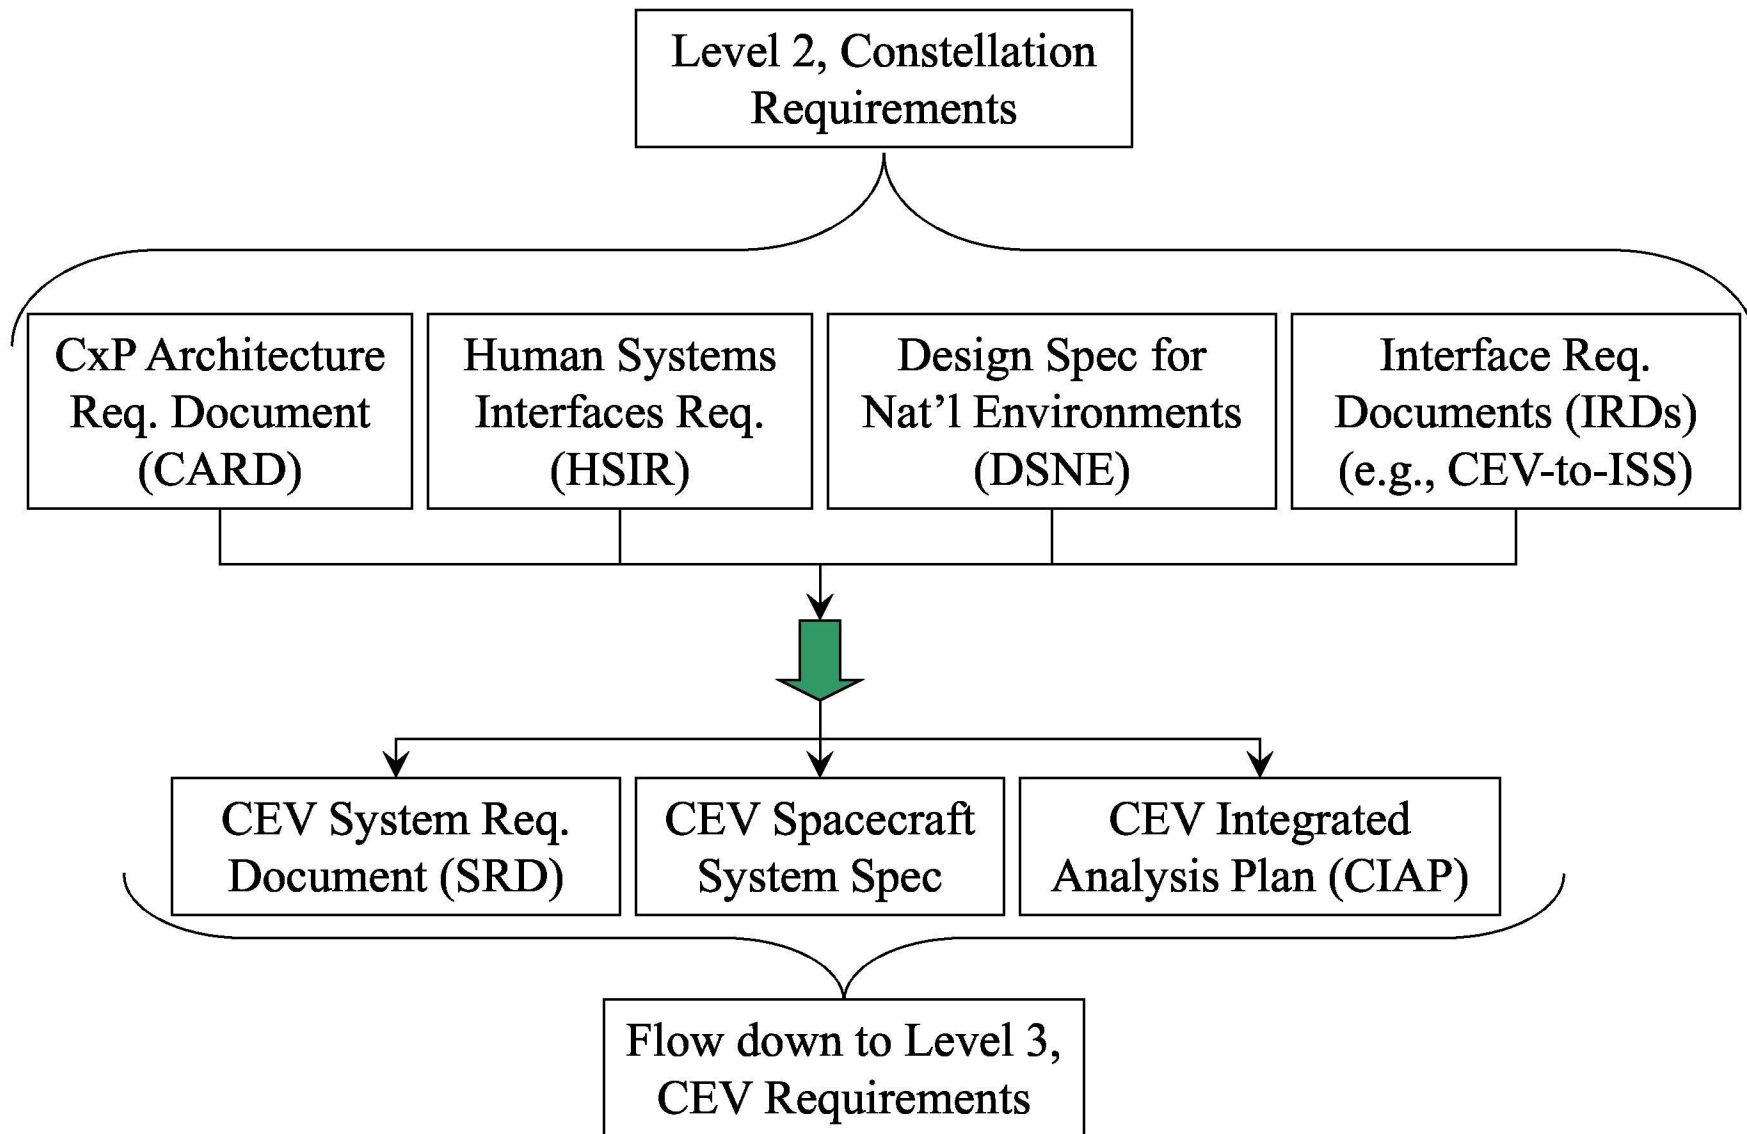 Level 2, Constellation
Requirements
CxP Architecture
Req. Document
(CARD)
Human Systems
Interfaces Req.
(HSIR)
Design Spec for
Nat’l Environments
(DSNE)
Interface Req.
Documents (IRDs)
(e.g., CEV-to-ISS)
CEV System Req.
Document (SRD)
CEV Spacecraft
System Spec
CEV Integrated
Analysis Plan (CIAP)
Flow down to Level 3,
CEV Requirements